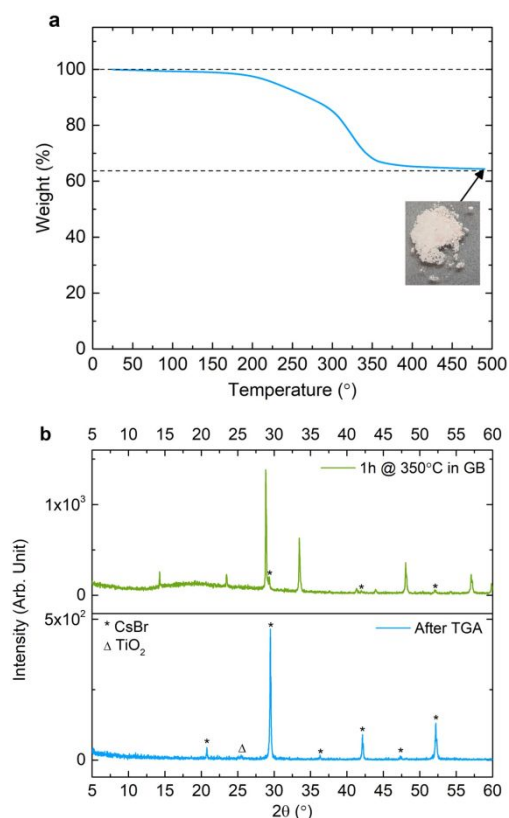 a
Weight (%)
100
80
60
40
20
0
0 50 100 150 200 250 300 350 400 450 500
Temperature (°)
b
5 10 15 20 25 30 35 40 45 50 55 60
Intensity (Arb. Unit)
1h @ 350°C in GB
1x10³
0
* * *
5x10²
0
* CsBr
Δ TiO₂
After TGA
* Δ * * * * *
5 10 15 20 25 30 35 40 45 50 55 60
2θ (°)